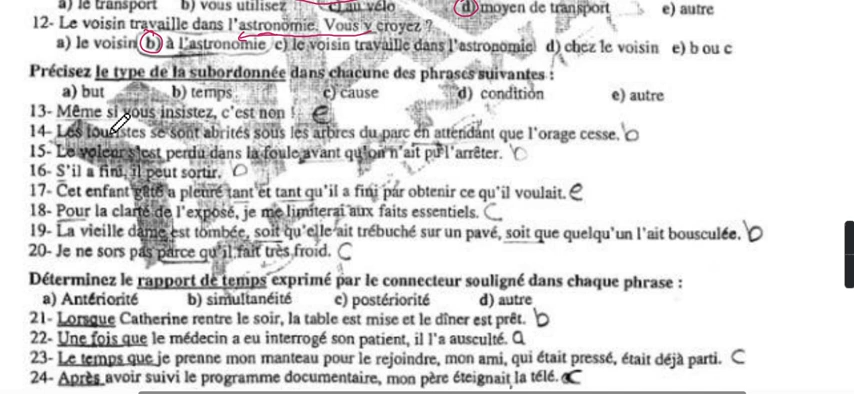 a) le transport b) vous utilisez c) au vélo d) moyen de transport e) autre
12- Le voisin travaille dans l'astronomie. Vous y croyez ?
a) le voisin b) à l'astronomie c) le voisin travaille dans l'astronomie d) chez le voisin e) b ou c
Précisez le type de la subordonnée dans chacune des phrases suivantes :
a) but b) temps c) cause d) condition e) autre
13- Même si vous insistez, c'est non ! e
14- Les touristes se sont abrités sous les arbres du parc en attendant que l'orage cesse. b
15- Le voleur s'est perdu dans la foule avant qu'on n'ait pu l'arrêter. b
16- S'il a fini, il peut sortir.
17- Cet enfant gâté a pleuré tant et tant qu'il a fini par obtenir ce qu'il voulait. e
18- Pour la clarté de l'exposé, je me limiterai aux faits essentiels. C
19- La vieille dame est tombée, soit qu'elle ait trébuché sur un pavé, soit que quelqu'un l'ait bousculée. b
20- Je ne sors pas parce qu'il fait très froid. C
Déterminez le rapport de temps exprimé par le connecteur souligné dans chaque phrase :
a) Antériorité b) simultanéité c) postériorité d) autre
21- Lorsque Catherine rentre le soir, la table est mise et le dîner est prêt. b
22- Une fois que le médecin a eu interrogé son patient, il l'a ausculté. a
23- Le temps que je prenne mon manteau pour le rejoindre, mon ami, qui était pressé, était déjà parti. C
24- Après avoir suivi le programme documentaire, mon père éteignait la télé.